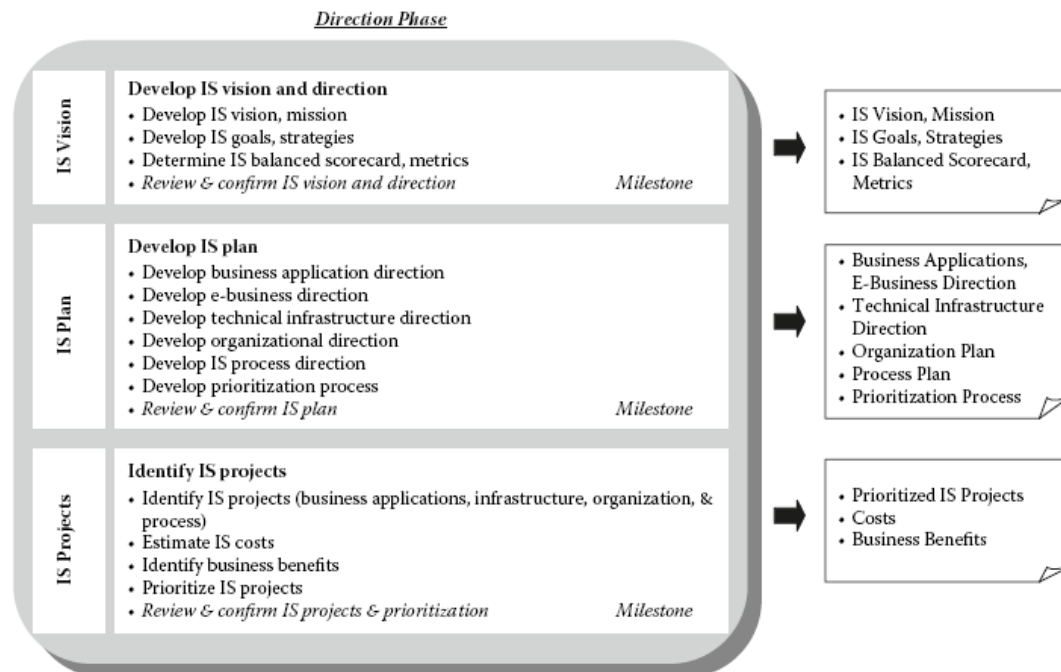 Direction Phase
IS Vision
Develop IS vision and direction
• Develop IS vision, mission
• Develop IS goals, strategies
• Determine IS balanced scorecard, metrics
• Review & confirm IS vision and direction Milestone
• IS Vision, Mission
• IS Goals, Strategies
• IS Balanced Scorecard,
Metrics
IS Plan
Develop IS plan
• Develop business application direction
• Develop e-business direction
• Develop technical infrastructure direction
• Develop organizational direction
• Develop IS process direction
• Develop prioritization process
• Review & confirm IS plan Milestone
• Business Applications,
E-Business Direction
• Technical Infrastructure
Direction
• Organization Plan
• Process Plan
• Prioritization Process
IS Projects
Identify IS projects
• Identify IS projects (business applications, infrastructure, organization, &
process)
• Estimate IS costs
• Identify business benefits
• Prioritize IS projects
• Review & confirm IS projects & prioritization Milestone
• Prioritized IS Projects
• Costs
• Business Benefits